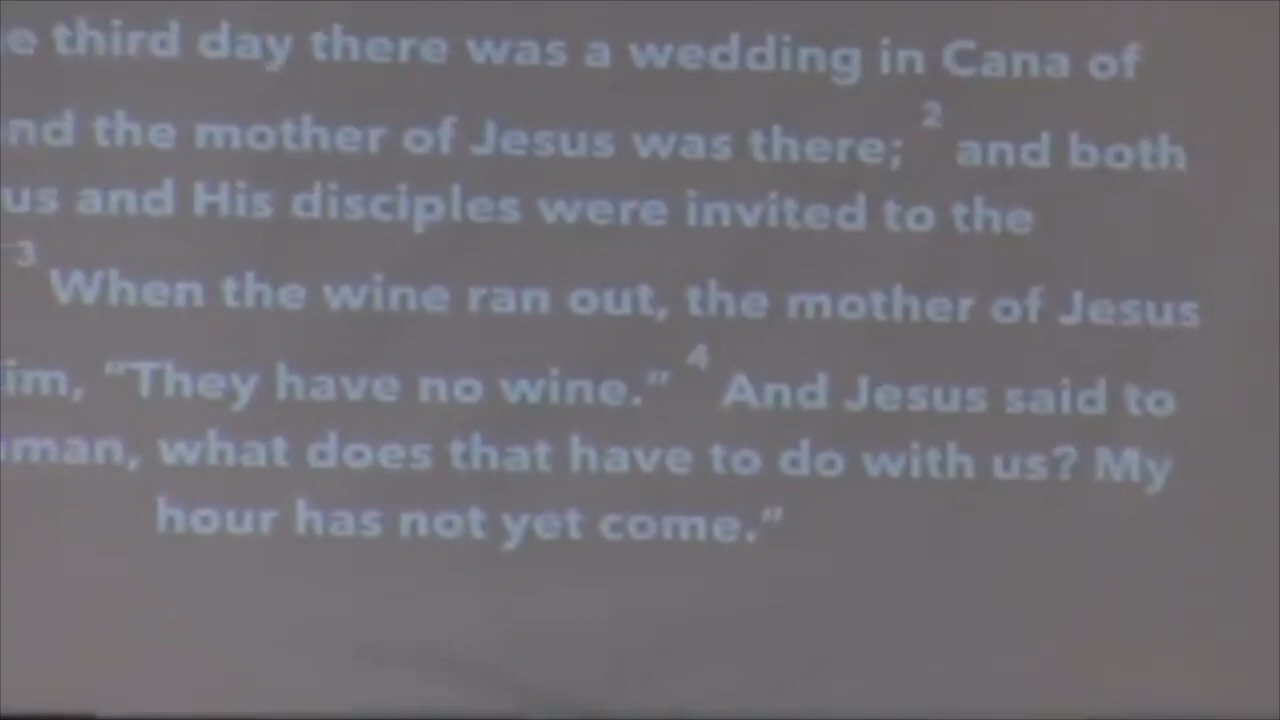 e third day there was a wedding in Cana of
nd the mother of Jesus was there; 2 and both
us and His disciples were invited to the
3 When the wine ran out, the mother of Jesus
im, "They have no wine." 4 And Jesus said to
oman, what does that have to do with us? My
hour has not yet come."